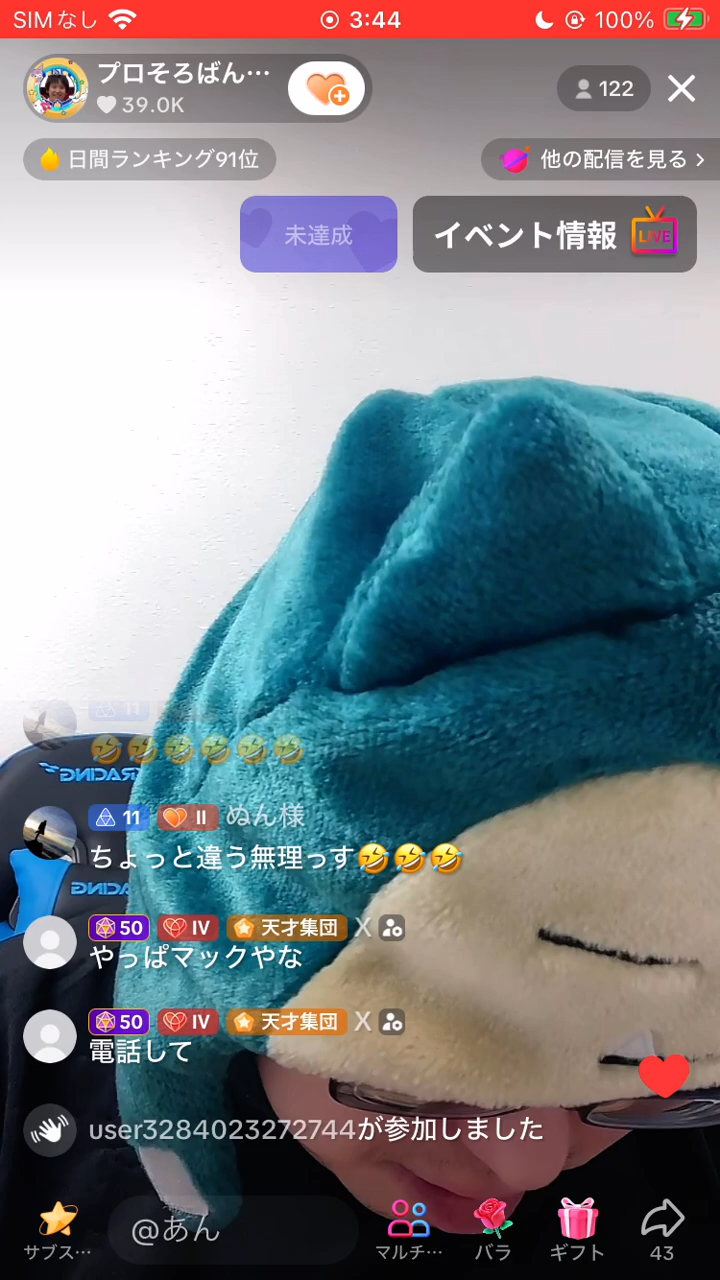 SIMなし
3:44
100%
プロそろばん…
39.0K
122
日間ランキング91位
他の配信を見る
未達成
イベント情報
LIVE
11
11 II ぬん様
ちょっと違う無理っす🤣🤣🤣
50 IV 天才集団 X
やっぱマックやな
50 IV 天才集団 X
電話して
user3284023272744が参加しました
サブス…
@あん
マルチ…
バラ
ギフト
43